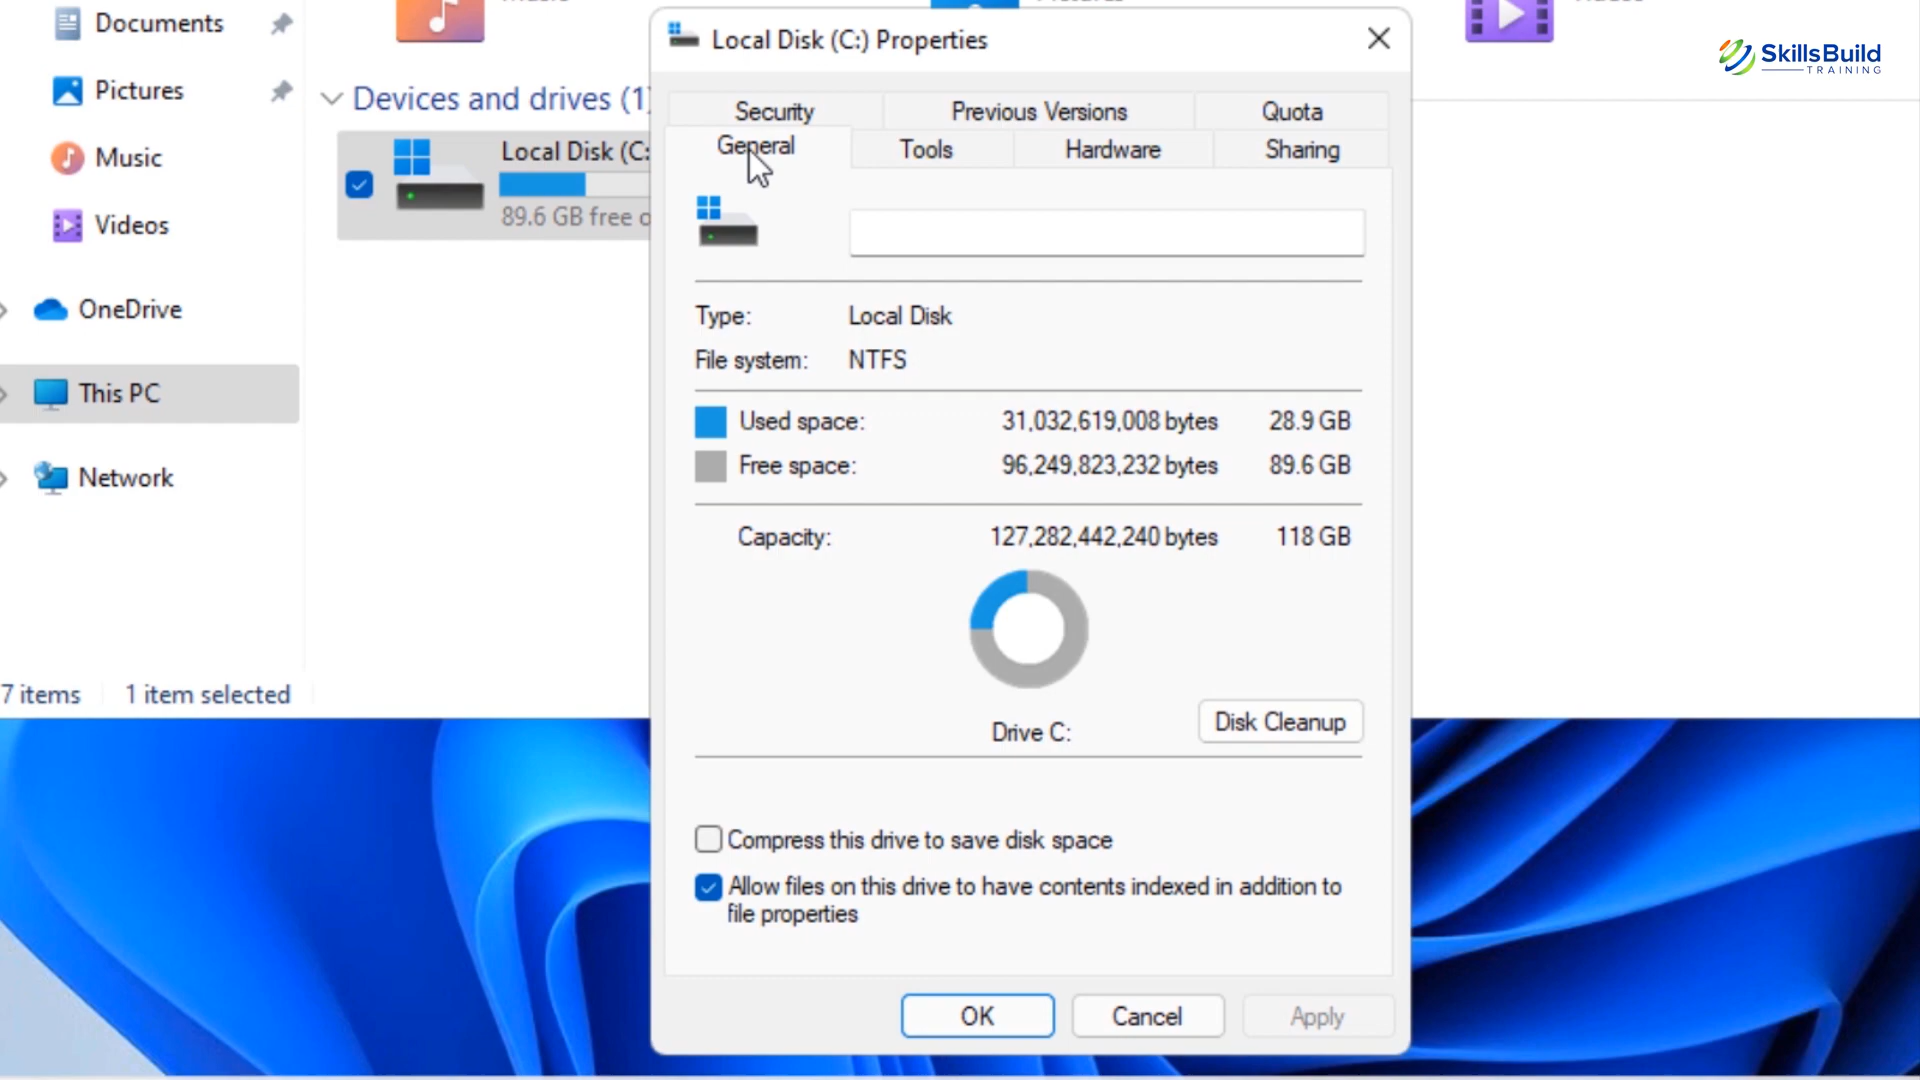 Documents
Pictures
Music
Videos
OneDrive
This PC
Network
7 items
1 item selected
Devices and drives (1)
Local Disk (C:
89.6 GB free o
Local Disk (C:) Properties
Security
Previous Versions
Quota
General
Tools
Hardware
Sharing
Type: Local Disk
File system: NTFS
Used space: 31,032,619,008 bytes 28.9 GB
Free space: 96,249,823,232 bytes 89.6 GB
Capacity: 127,282,442,240 bytes 118 GB
Drive C:
Disk Cleanup
Compress this drive to save disk space
Allow files on this drive to have contents indexed in addition to
file properties
OK
Cancel
Apply
SkillsBuild
TRAINING